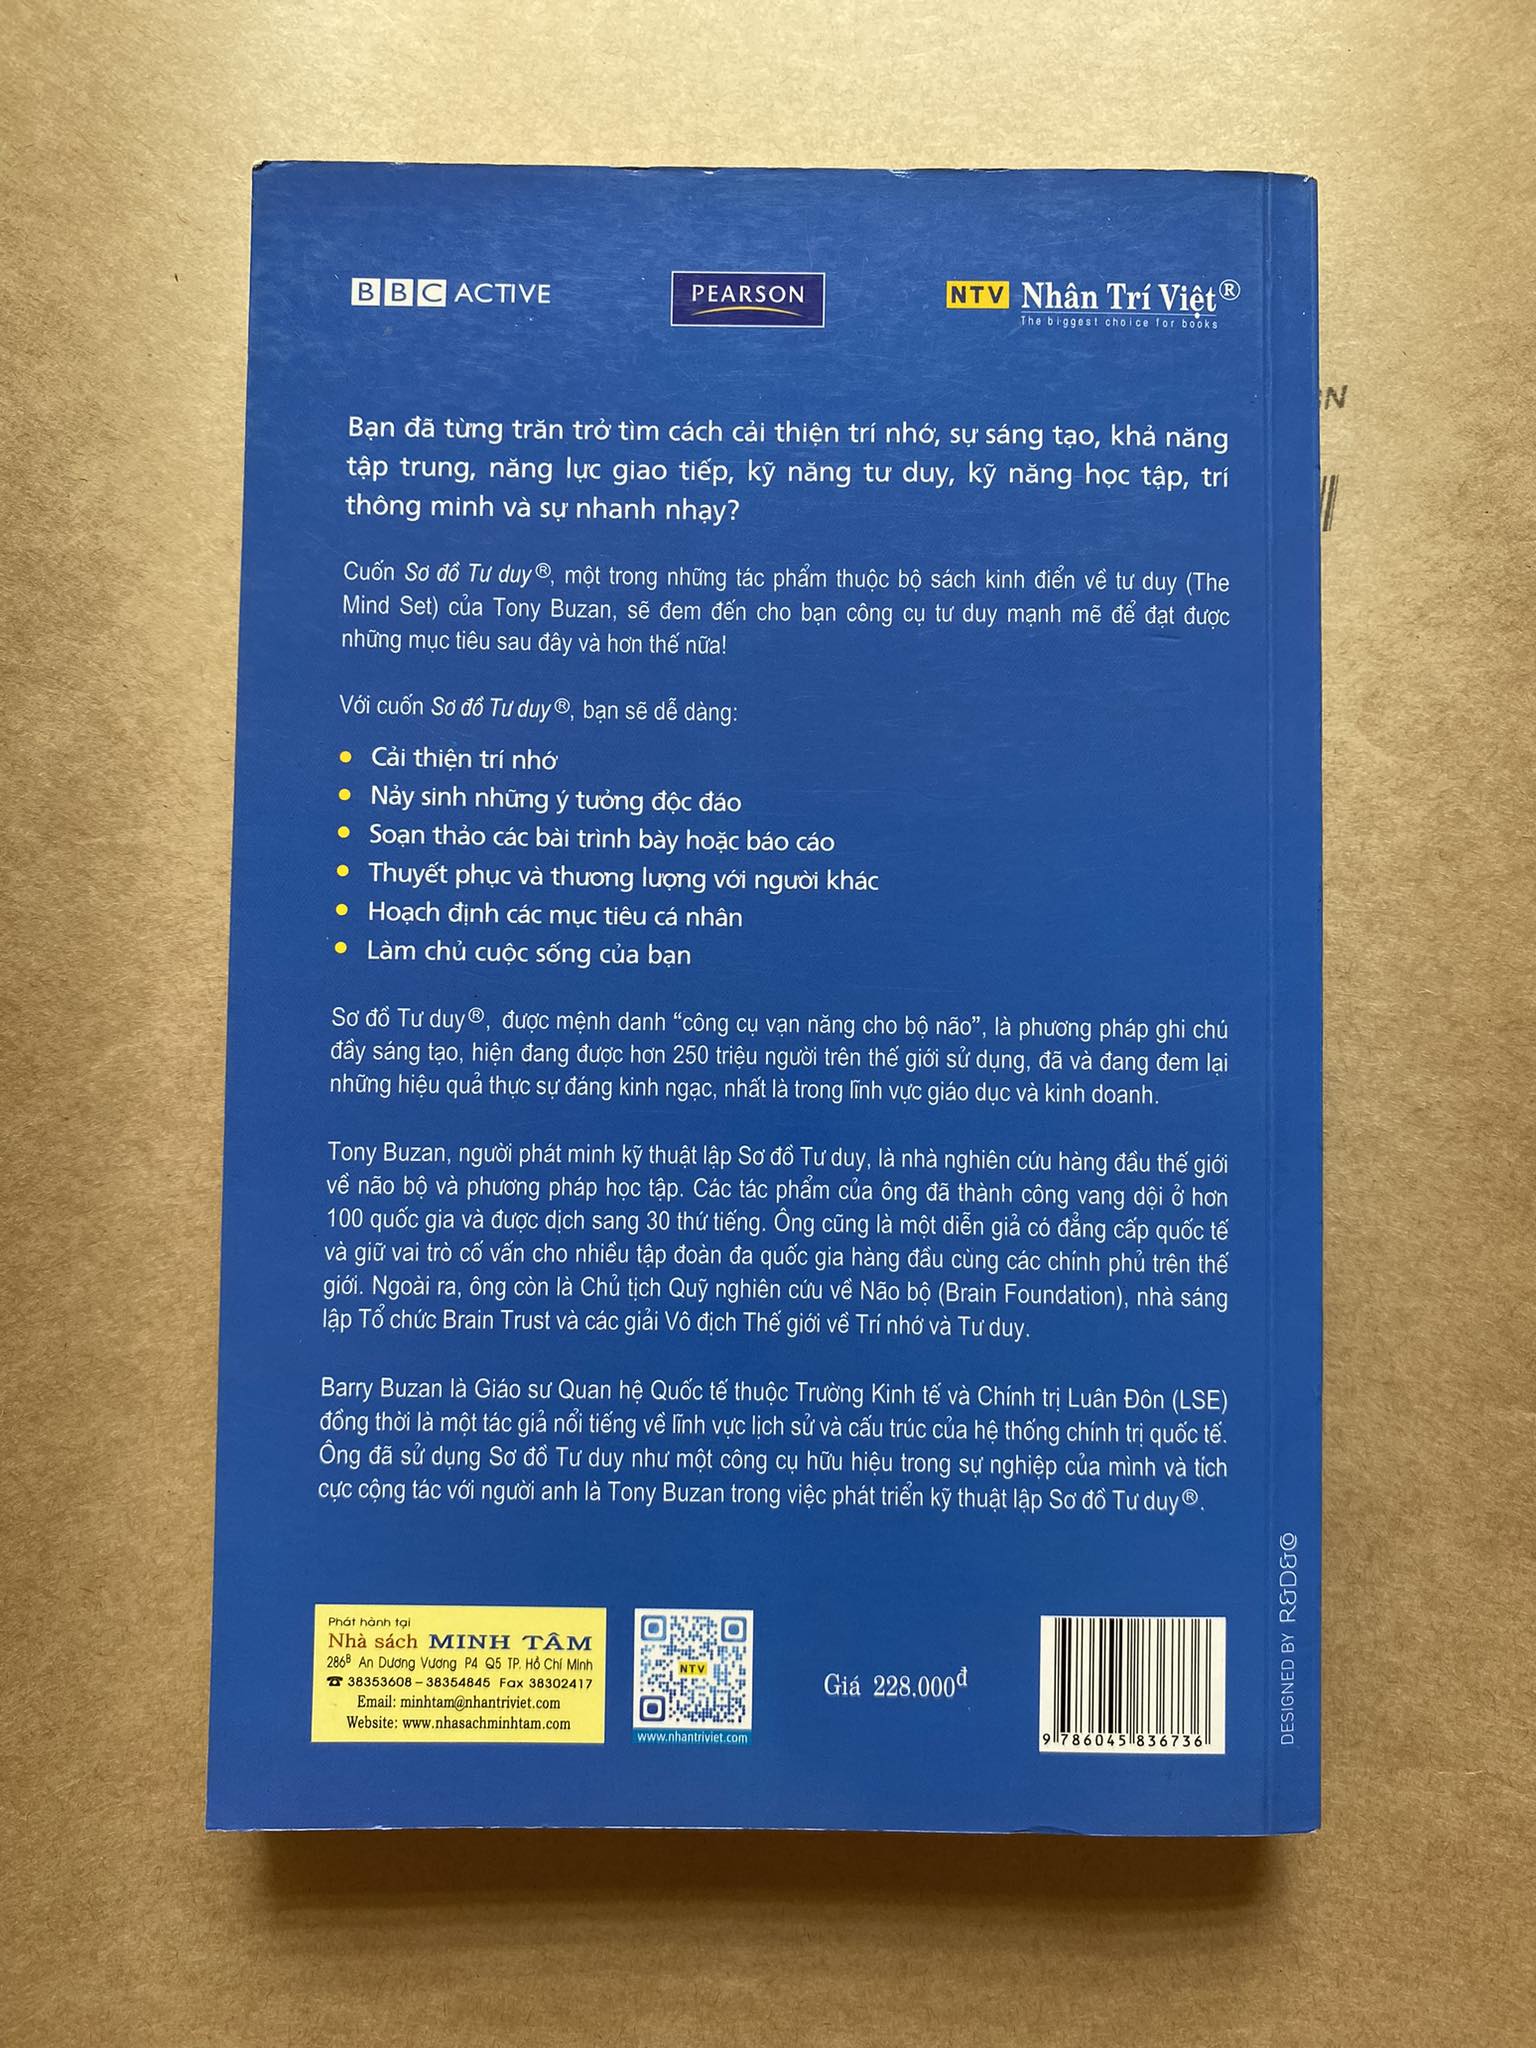 BBC ACTIVE
PEARSON
NTV Nhân Trí Việt®
The biggest choice for books
Bạn đã từng trăn trở tìm cách cải thiện trí nhớ, sự sáng tạo, khả năng
tập trung, năng lực giao tiếp, kỹ năng tư duy, kỹ năng học tập, trí
thông minh và sự nhanh nhạy?
Cuốn Sơ đồ Tư duy®, một trong những tác phẩm thuộc bộ sách kinh điển về tư duy (The
Mind Set) của Tony Buzan, sẽ đem đến cho bạn công cụ tư duy mạnh mẽ để đạt được
những mục tiêu sau đây và hơn thế nữa!
Với cuốn Sơ đồ Tư duy®, bạn sẽ dễ dàng:
• Cải thiện trí nhớ
• Nảy sinh những ý tưởng độc đáo
• Soạn thảo các bài trình bày hoặc báo cáo
• Thuyết phục và thương lượng với người khác
• Hoạch định các mục tiêu cá nhân
• Làm chủ cuộc sống của bạn
Sơ đồ Tư duy®, được mệnh danh “công cụ vạn năng cho bộ não”, là phương pháp ghi chú
đầy sáng tạo, hiện đang được hơn 250 triệu người trên thế giới sử dụng, đã và đang đem lại
những hiệu quả thực sự đáng kinh ngạc, nhất là trong lĩnh vực giáo dục và kinh doanh.
Tony Buzan, người phát minh kỹ thuật lập Sơ đồ Tư duy, là nhà nghiên cứu hàng đầu thế giới
về não bộ và phương pháp học tập. Các tác phẩm của ông đã thành công vang dội ở hơn
100 quốc gia và được dịch sang 30 thứ tiếng. Ông cũng là một diễn giả có đẳng cấp quốc tế
và giữ vai trò cố vấn cho nhiều tập đoàn đa quốc gia hàng đầu cùng các chính phủ trên thế
giới. Ngoài ra, ông còn là Chủ tịch Quỹ nghiên cứu về Não bộ (Brain Foundation), nhà sáng
lập Tổ chức Brain Trust và các giải Vô địch Thế giới về Trí nhớ và Tư duy.
Barry Buzan là Giáo sư Quan hệ Quốc tế thuộc Trường Kinh tế và Chính trị Luân Đôn (LSE)
đồng thời là một tác giả nổi tiếng về lĩnh vực lịch sử và cấu trúc của hệ thống chính trị quốc tế.
Ông đã sử dụng Sơ đồ Tư duy như một công cụ hữu hiệu trong sự nghiệp của mình và tích
cực cộng tác với người anh là Tony Buzan trong việc phát triển kỹ thuật lập Sơ đồ Tư duy®.
Phát hành tại
Nhà sách MINH TÂM
286B An Dương Vương P4 Q5 TP. Hồ Chí Minh
☎ 38353608 – 38354845 Fax 38302417
Email: minhtam@nhantriviet.com
Website: www.nhasachminhtam.com
NTV
www.nhantriviet.com
Giá 228.000đ
9 786045 836736
DESIGNED BY R&D&C